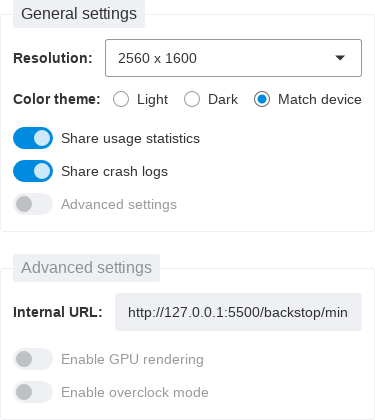 General settings
Resolution: 2560 x 1600
Color theme: Light Dark Match device
Share usage statistics
Share crash logs
Advanced settings
Advanced settings
Internal URL: http://127.0.0.1:5500/backstop/min
Enable GPU rendering
Enable overclock mode